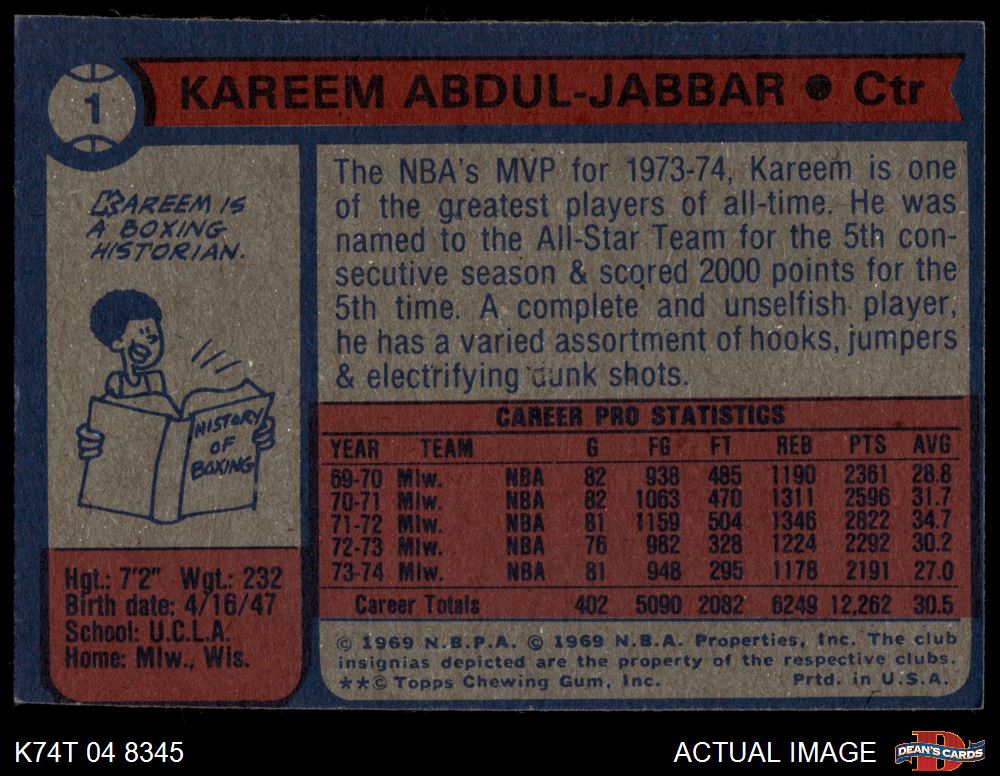 1
KAREEM ABDUL-JABBAR ● Ctr
KAREEM IS
A BOXING
HISTORIAN.
HISTORY
OF
BOXING
Hgt.: 7'2" Wgt.: 232
Birth date: 4/16/47
School: U.C.L.A.
Home: Mlw., Wis.
The NBA's MVP for 1973-74, Kareem is one
of the greatest players of all-time. He was
named to the All-Star Team for the 5th con-
secutive season & scored 2000 points for the
5th time. A complete and unselfish player,
he has a varied assortment of hooks, jumpers
& electrifying dunk shots.
CAREER PRO STATISTICS
YEAR TEAM G FG FT REB PTS AVG
69-70 Mlw. NBA 82 938 485 1190 2361 28.8
70-71 Mlw. NBA 82 1063 470 1311 2596 31.7
71-72 Mlw. NBA 81 1159 504 1346 2822 34.7
72-73 Mlw. NBA 76 982 328 1224 2292 30.2
73-74 Mlw. NBA 81 948 295 1178 2191 27.0
Career Totals 402 5090 2082 6249 12,262 30.5
© 1969 N.B.P.A. © 1969 N.B.A. Properties, Inc. The club
insignias depicted are the property of the respective clubs.
**© Topps Chewing Gum, Inc. Prtd. in U.S.A.
K74T 04 8345
ACTUAL IMAGE
DEAN'S CARDS